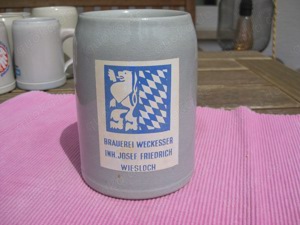 BRAUEREI WECKESSER
INH. JOSEF FRIEDRICH
WIESLOCH